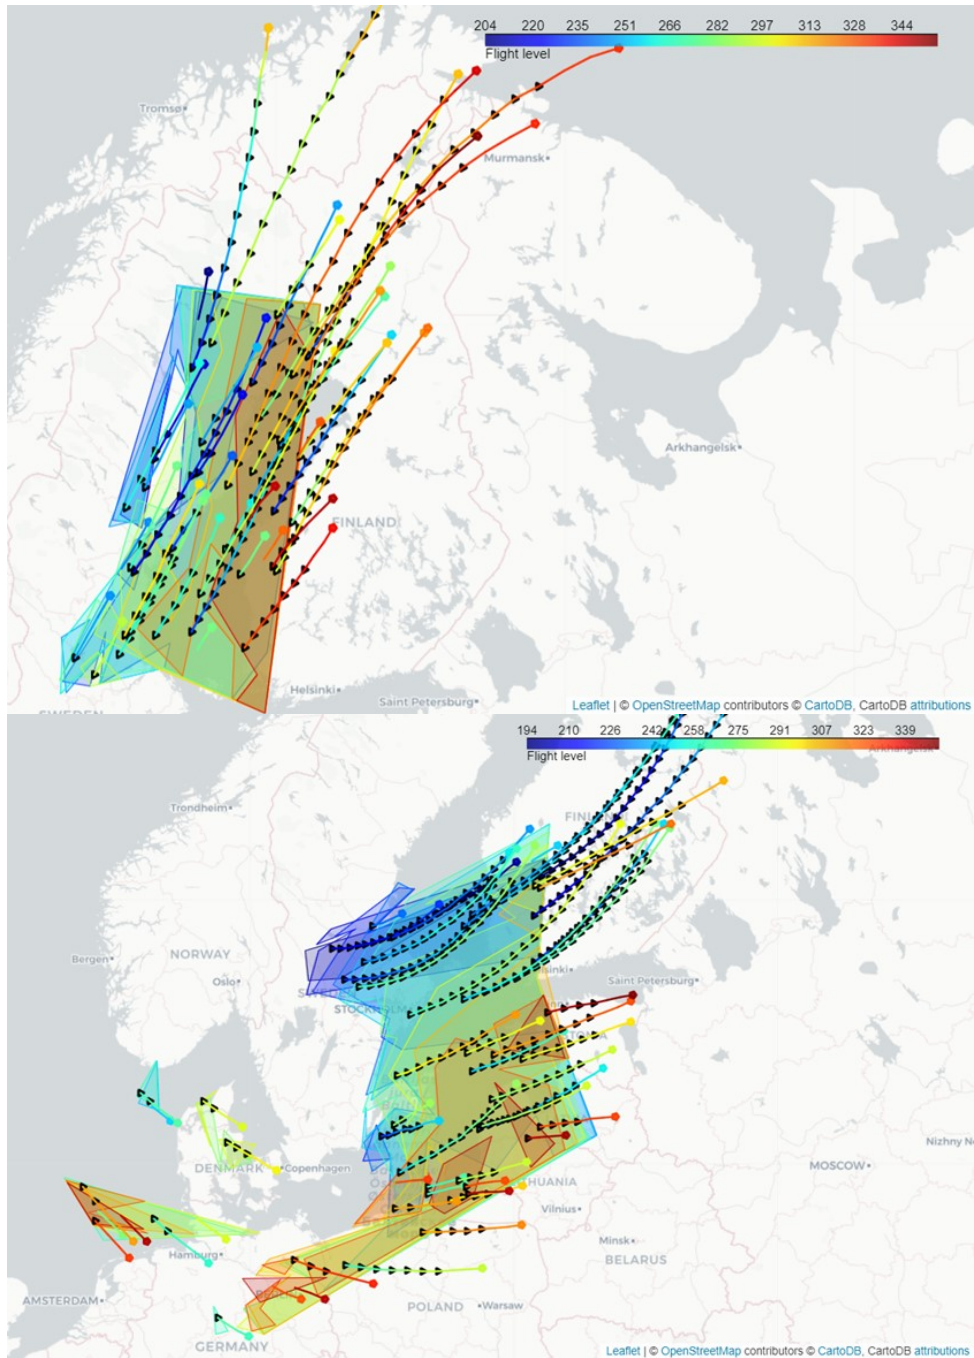 204 220 235 251 266 282 297 313 328 344
Flight level
Tromsø
Murmansk
Arkhangelsk
FINLAND
Helsinki
Saint Petersburg
SWEDEN
Leaflet | © OpenStreetMap contributors © CartoDB, CartoDB attributions
194 210 226 242 258 275 291 307 323 339
Flight level
Arkhangelsk
Trondheim
Bergen
NORWAY
Oslo
Saint Petersburg
STOCKHOLM
DENMARK
Copenhagen
MOSCOW
Vilnius
Minsk
Hamburg
BELARUS
AMSTERDAM
POLAND
Warsaw
GERMANY
Leaflet | © OpenStreetMap contributors © CartoDB, CartoDB attributions